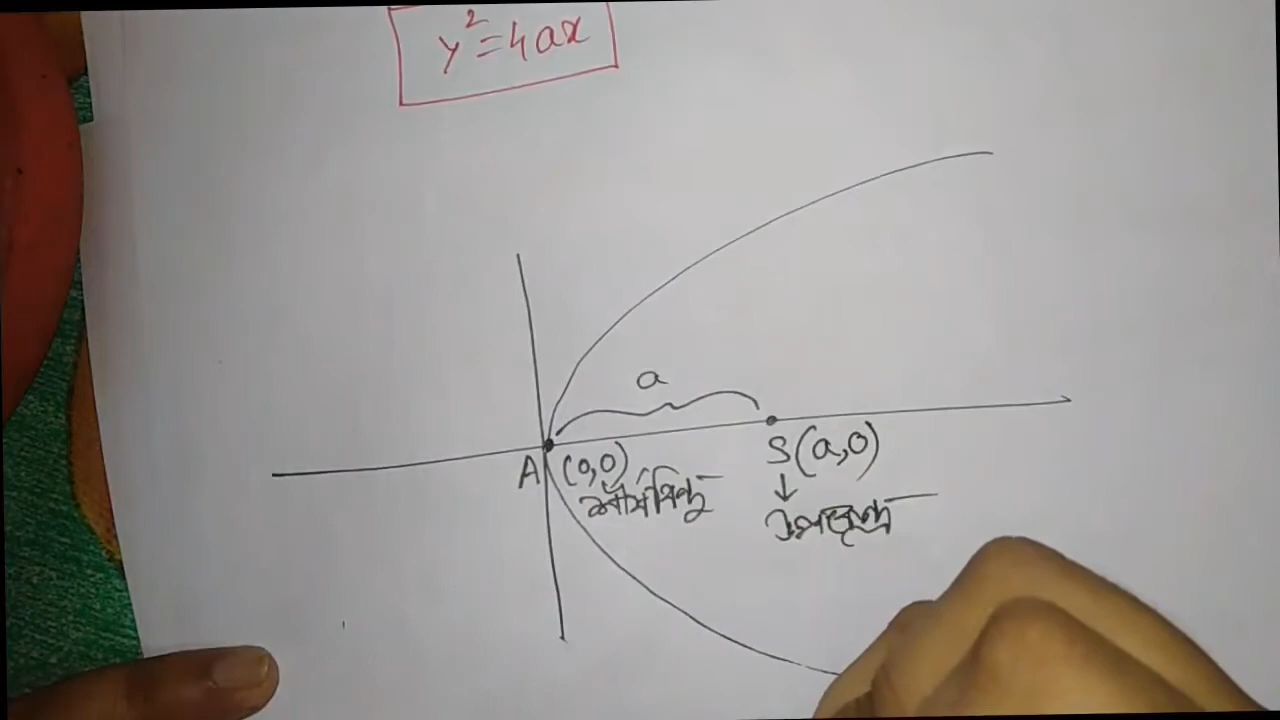 y²=4ax
a
A (0,0)
S(a,0)
শীর্ষবিন্দু
↓
উপকেন্দ্র